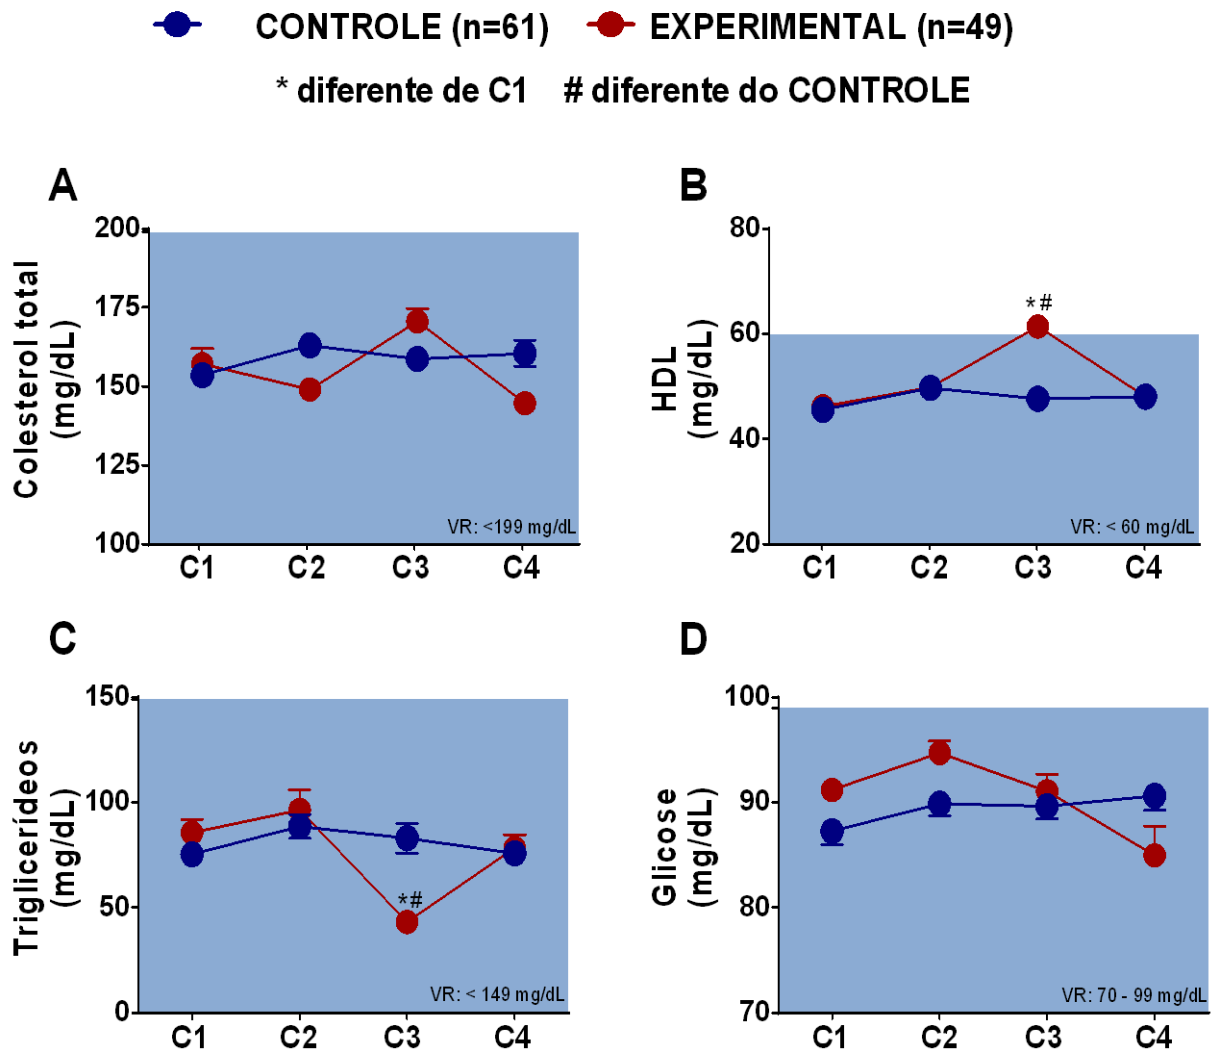 CONTROLE (n=61) EXPERIMENTAL (n=49)
* diferente de C1 # diferente do CONTROLE
A
Colesterol total
(mg/dL)
200
175
150
125
100
VR: <199 mg/dL
C1 C2 C3 C4
B
HDL
(mg/dL)
80
60
40
20
*#
VR: < 60 mg/dL
C1 C2 C3 C4
C
Triglicerídeos
(mg/dL)
150
100
50
0
*#
VR: < 149 mg/dL
C1 C2 C3 C4
D
Glicose
(mg/dL)
100
90
80
70
VR: 70 - 99 mg/dL
C1 C2 C3 C4